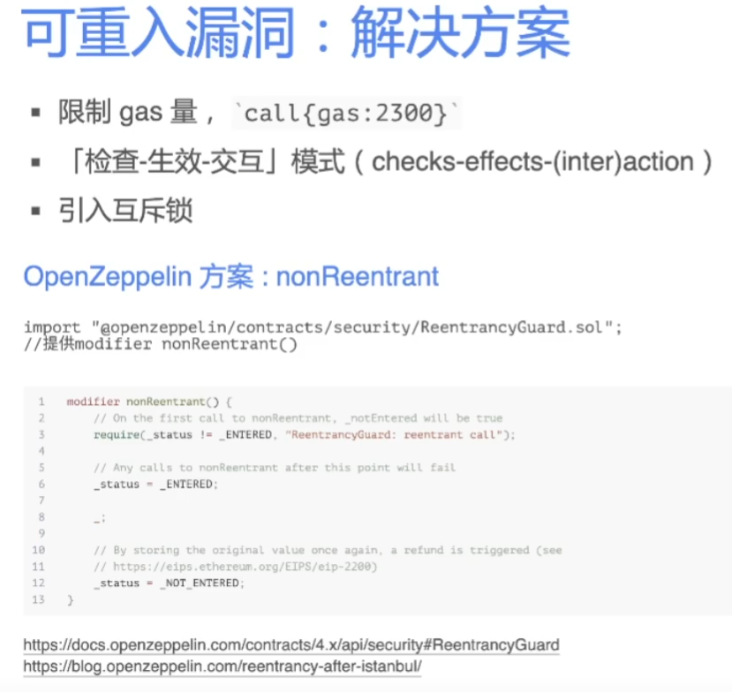 可重入漏洞：解决方案
▪ 限制 gas 量，`call{gas:2300}`
▪ 「检查-生效-交互」模式（checks-effects-(inter)action）
▪ 引入互斥锁
OpenZeppelin 方案 : nonReentrant
import "@openzeppelin/contracts/security/ReentrancyGuard.sol";
//提供modifier nonReentrant()
1 modifier nonReentrant() {
2 // On the first call to nonReentrant, _notEntered will be true
3 require(_status != _ENTERED, "ReentrancyGuard: reentrant call");
4
5 // Any calls to nonReentrant after this point will fail
6 _status = _ENTERED;
7
8 _;
9
10 // By storing the original value once again, a refund is triggered (see
11 // https://eips.ethereum.org/EIPS/eip-2200)
12 _status = _NOT_ENTERED;
13 }
https://docs.openzeppelin.com/contracts/4.x/api/security#ReentrancyGuard
https://blog.openzeppelin.com/reentrancy-after-istanbul/